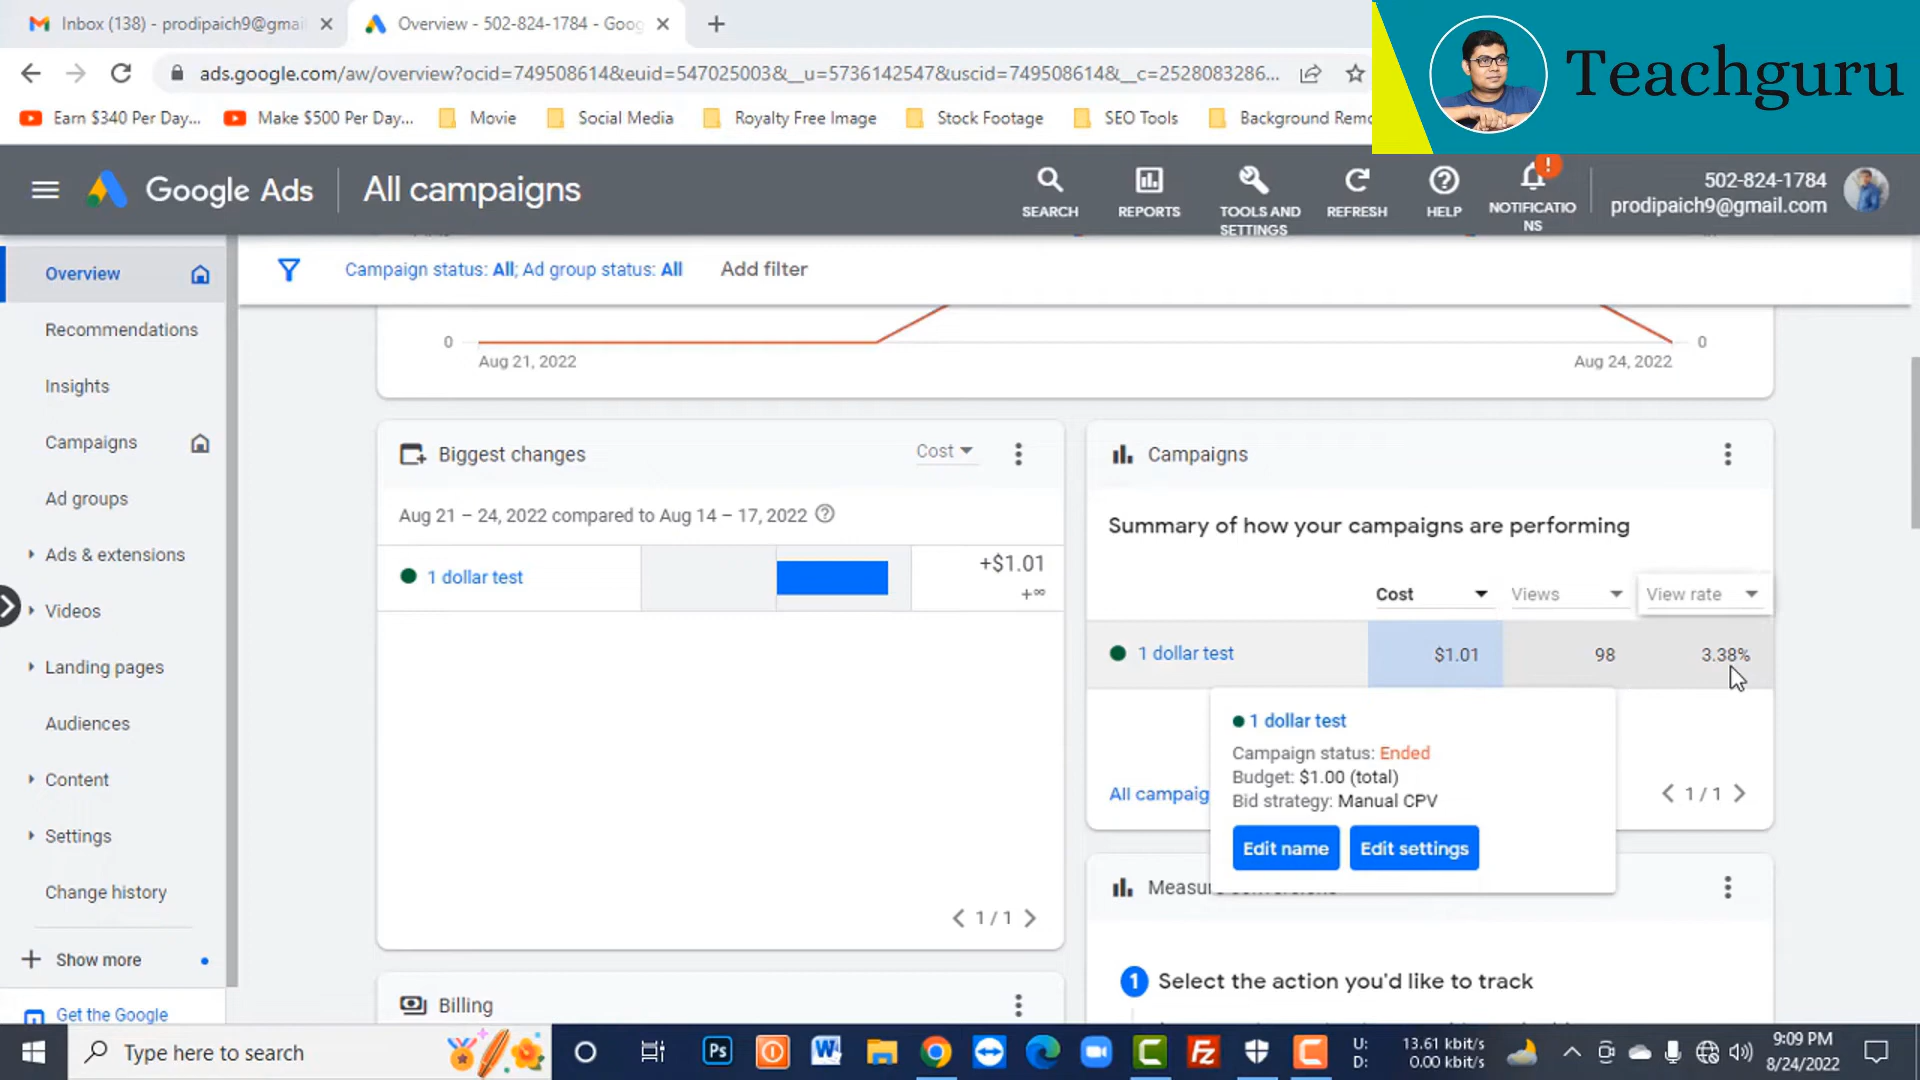 Inbox (138) - prodipaich9@gmai
Overview - 502-824-1784 - Goog
ads.google.com/aw/overview?ocid=749508614&euid=547025003&__u=5736142547&uscid=749508614&__c=2528083286...
Teachguru
Earn $340 Per Day...
Make $500 Per Day...
Movie
Social Media
Royalty Free Image
Stock Footage
SEO Tools
Background Remo
Google Ads
All campaigns
SEARCH
REPORTS
TOOLS AND
SETTINGS
REFRESH
HELP
NOTIFICATIO
NS
502-824-1784
prodipaich9@gmail.com
Overview
Recommendations
Insights
Campaigns
Ad groups
Ads & extensions
Videos
Landing pages
Audiences
Content
Settings
Change history
Show more
Get the Google
Campaign status: All; Ad group status: All
Add filter
0
0
Aug 21, 2022
Aug 24, 2022
Biggest changes
Cost
Aug 21 – 24, 2022 compared to Aug 14 – 17, 2022
1 dollar test
+$1.01
+∞
1 / 1
Billing
Campaigns
Summary of how your campaigns are performing
Cost
Views
View rate
1 dollar test
$1.01
98
3.38%
1 dollar test
Campaign status: Ended
Budget: $1.00 (total)
Bid strategy: Manual CPV
Edit name
Edit settings
All campaig
1 / 1
1
Select the action you'd like to track
Type here to search
U:
13.61 kbit/s
D:
0.00 kbit/s
9:09 PM
8/24/2022